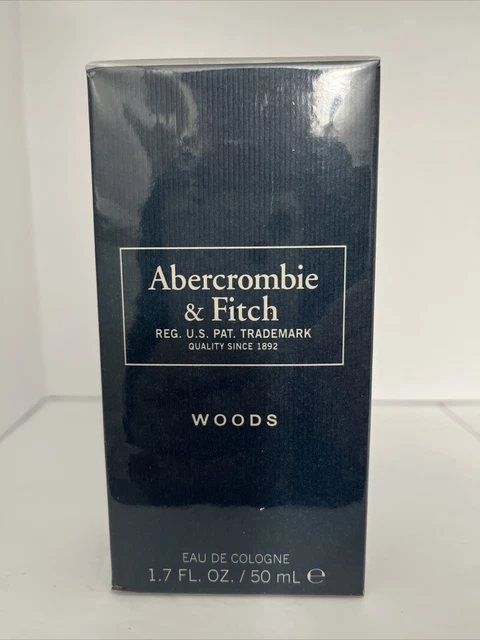 Abercrombie
& Fitch
REG. U.S. PAT. TRADEMARK
QUALITY SINCE 1892
WOODS
EAU DE COLOGNE
1.7 FL. OZ. / 50 mL ℮